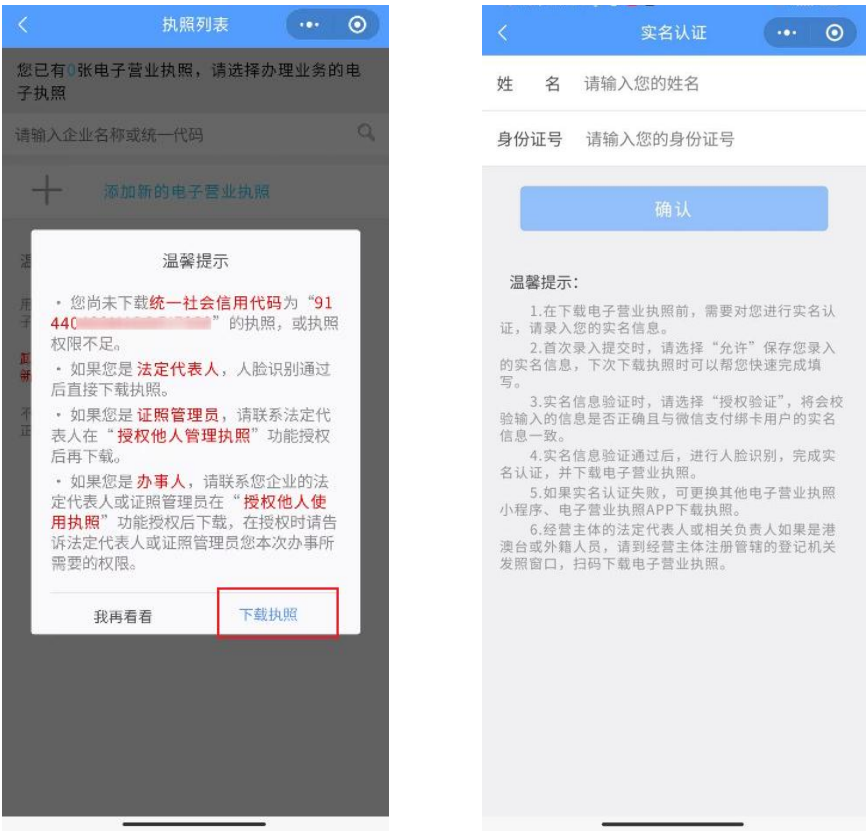 执照列表
您已有0张电子营业执照，请选择办理业务的电
子执照
请输入企业名称或统一代码
添加新的电子营业执照
温馨提示
· 您尚未下载统一社会信用代码为“91
440”的执照，或执照
权限不足。
· 如果您是 法定代表人，人脸识别通过
后直接下载执照。
· 如果您是 证照管理员，请联系法定代
表人在“授权他人管理执照”功能授权
后再下载。
· 如果您是 办事人，请联系您企业的法
定代表人或证照管理员在“授权他人使
用执照”功能授权后下载，在授权时请告
诉法定代表人或证照管理员您本次办事所
需要的权限。
我再看看
下载执照
实名认证
姓 名 请输入您的姓名
身份证号 请输入您的身份证号
确认
温馨提示：
1.在下载电子营业执照前，需要对您进行实名认
证，请录入您的实名信息。
2.首次录入提交时，请选择“允许”保存您录入
的实名信息，下次下载执照时可以帮您快速完成填
写。
3.实名信息验证时，请选择“授权验证”，将会校
验输入的信息是否正确且与微信支付绑卡用户的实名
信息一致。
4.实名信息验证通过后，进行人脸识别，完成实
名认证，并下载电子营业执照。
5.如果实名认证失败，可更换其他电子营业执照
小程序、电子营业执照APP下载执照。
6.经营主体的法定代表人或相关负责人如果是港
澳台或外籍人员，请到经营主体注册管辖的登记机关
发照窗口，扫码下载电子营业执照。